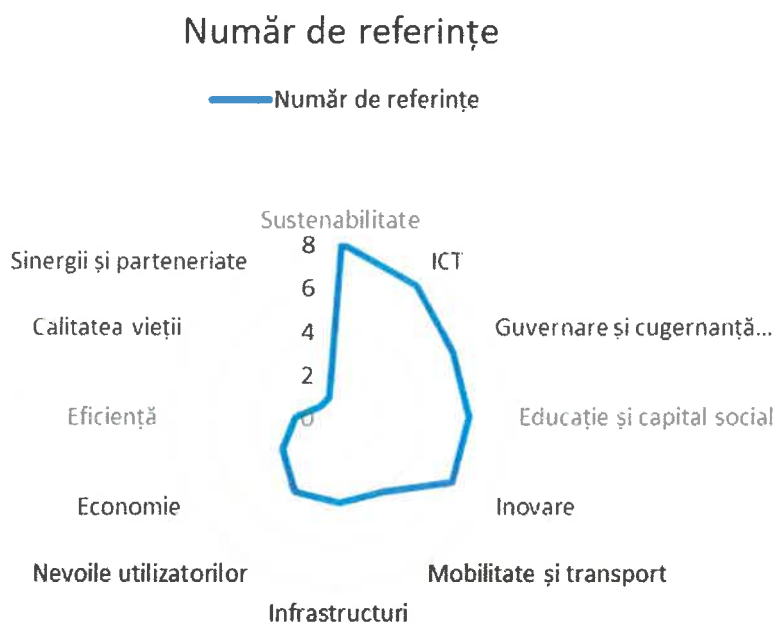 Număr de referințe
Număr de referințe
Sustenabilitate
8
Sinergii și parteneriate
ICT
6
Calitatea vieții
4
Guvernare și cugernanță...
2
Eficiență
0
Educație și capital social
Economie
Inovare
Nevoile utilizatorilor
Mobilitate și transport
Infrastructuri